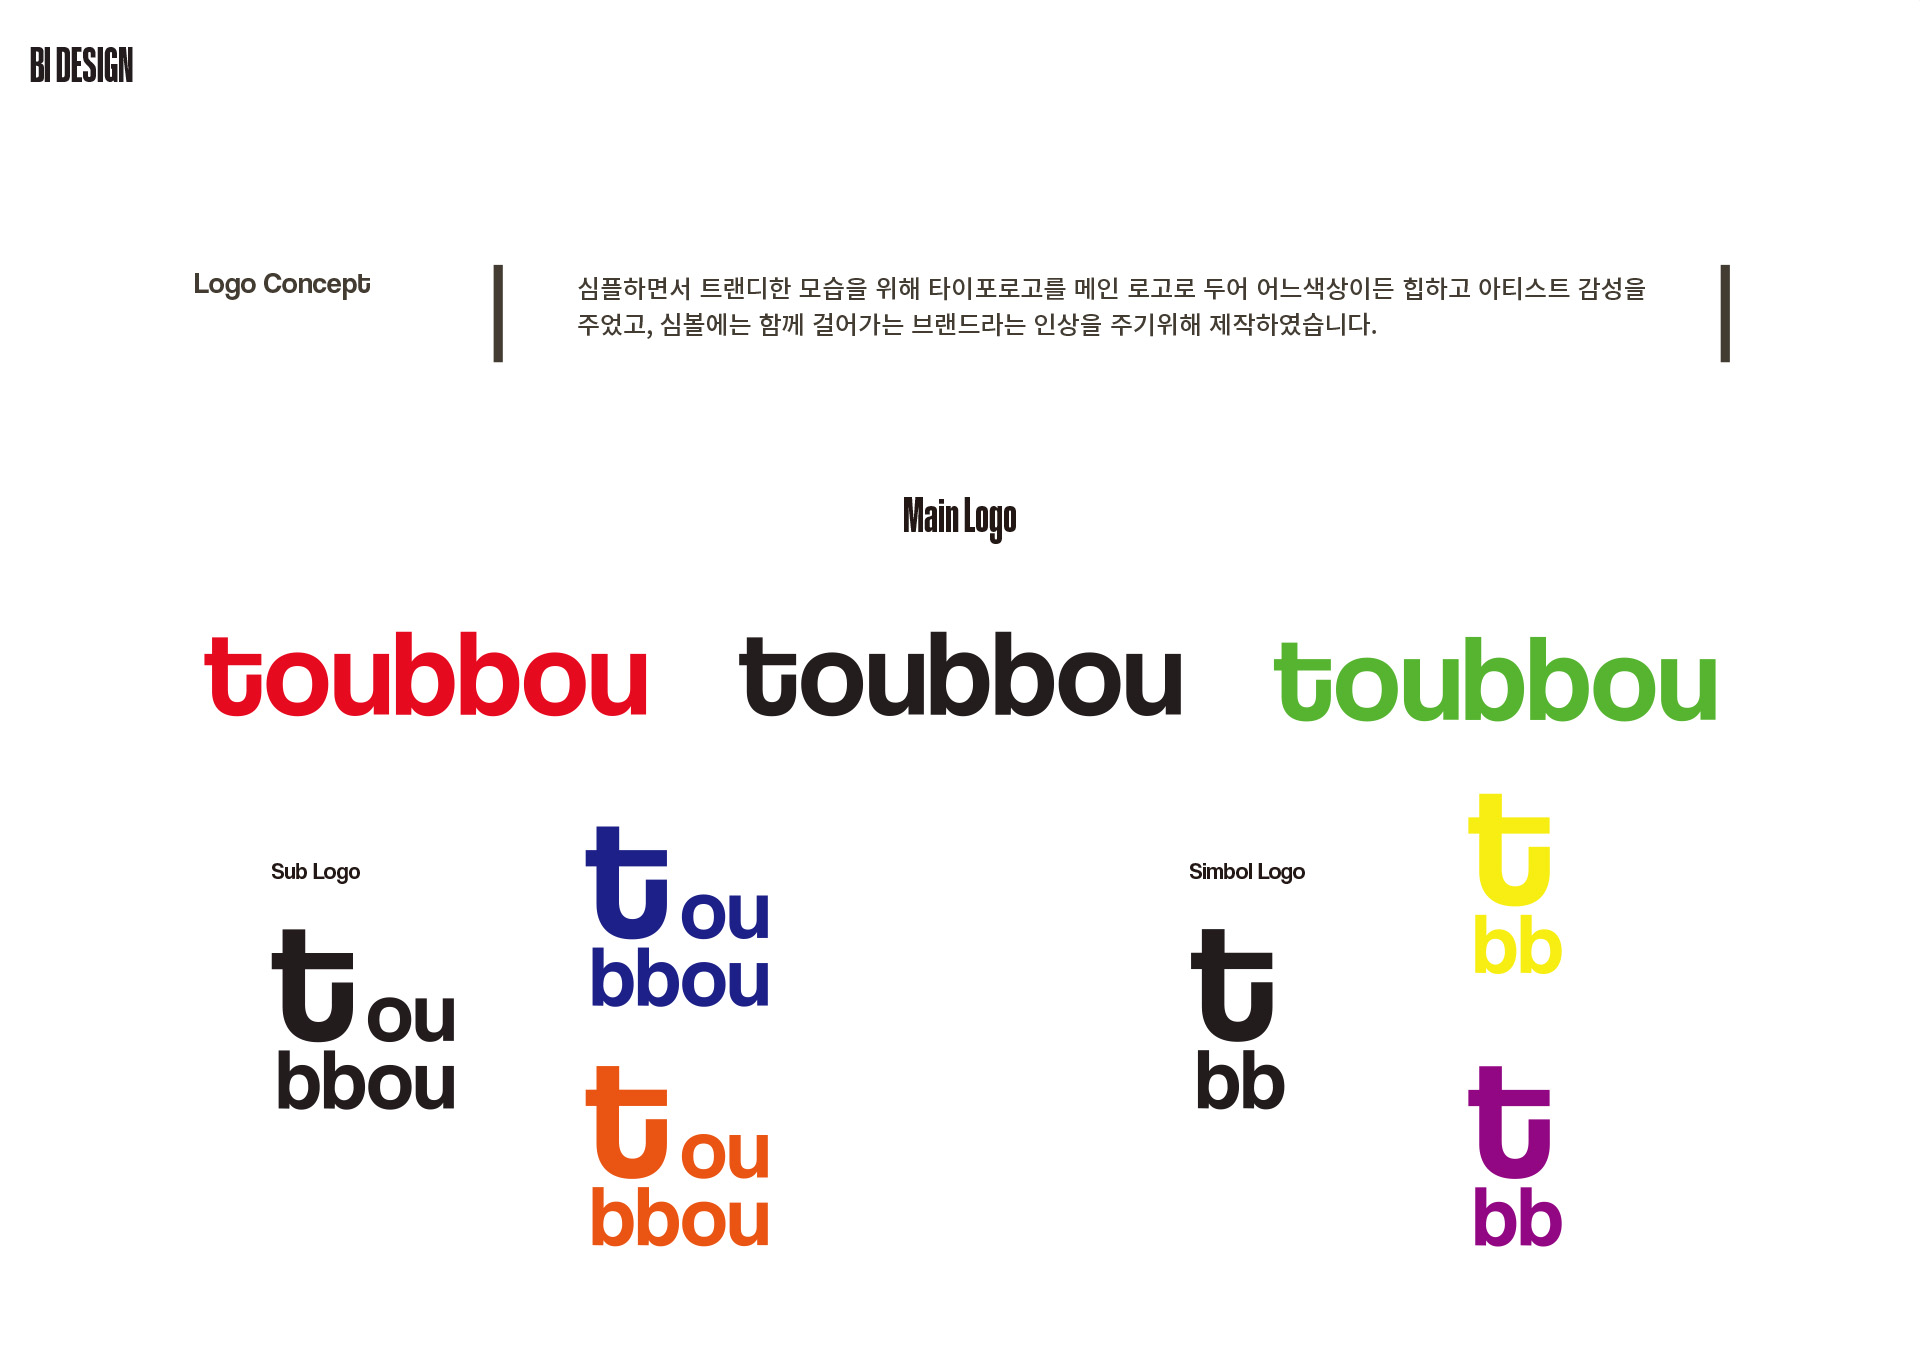 BI DESIGN
Logo Concept
심플하면서 트랜디한 모습을 위해 타이포로고를 메인 로고로 두어 어느색상이든 힙하고 아티스트 감성을
주었고, 심볼에는 함께 걸어가는 브랜드라는 인상을 주기위해 제작하였습니다.
Main Logo
toubbou
toubbou
toubbou
Sub Logo
tou
bbou
tou
bbou
tou
bbou
Simbol Logo
t
bb
t
bb
t
bb